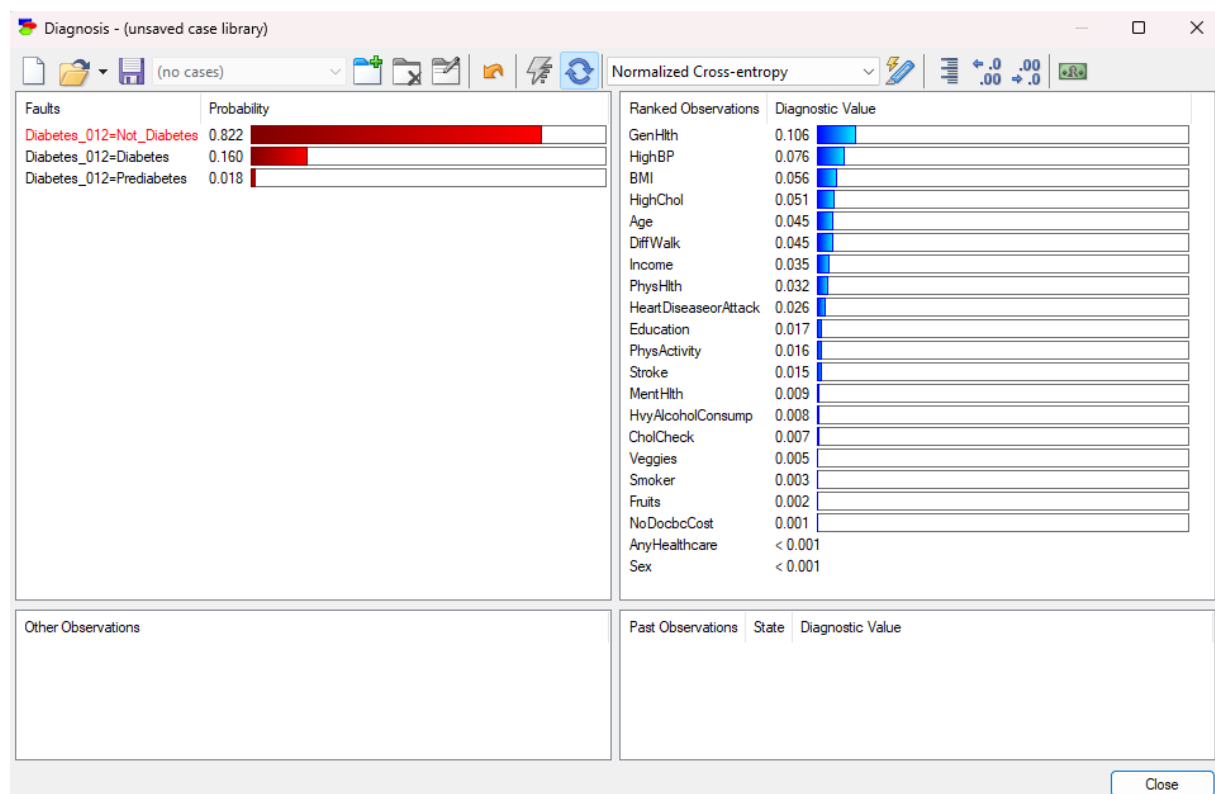 Diagnosis - (unsaved case library)
(no cases)
Normalized Cross-entropy
.0
.00
.00
.0
Faults Probability
Diabetes_012=Not_Diabetes 0.822
Diabetes_012=Diabetes 0.160
Diabetes_012=Prediabetes 0.018
Ranked Observations Diagnostic Value
GenHlth 0.106
HighBP 0.076
BMI 0.056
HighChol 0.051
Age 0.045
DiffWalk 0.045
Income 0.035
PhysHlth 0.032
HeartDiseaseorAttack 0.026
Education 0.017
PhysActivity 0.016
Stroke 0.015
MentHlth 0.009
HvyAlcoholConsump 0.008
CholCheck 0.007
Veggies 0.005
Smoker 0.003
Fruits 0.002
NoDocbcCost 0.001
AnyHealthcare < 0.001
Sex < 0.001
Other Observations
Past Observations State Diagnostic Value
Close